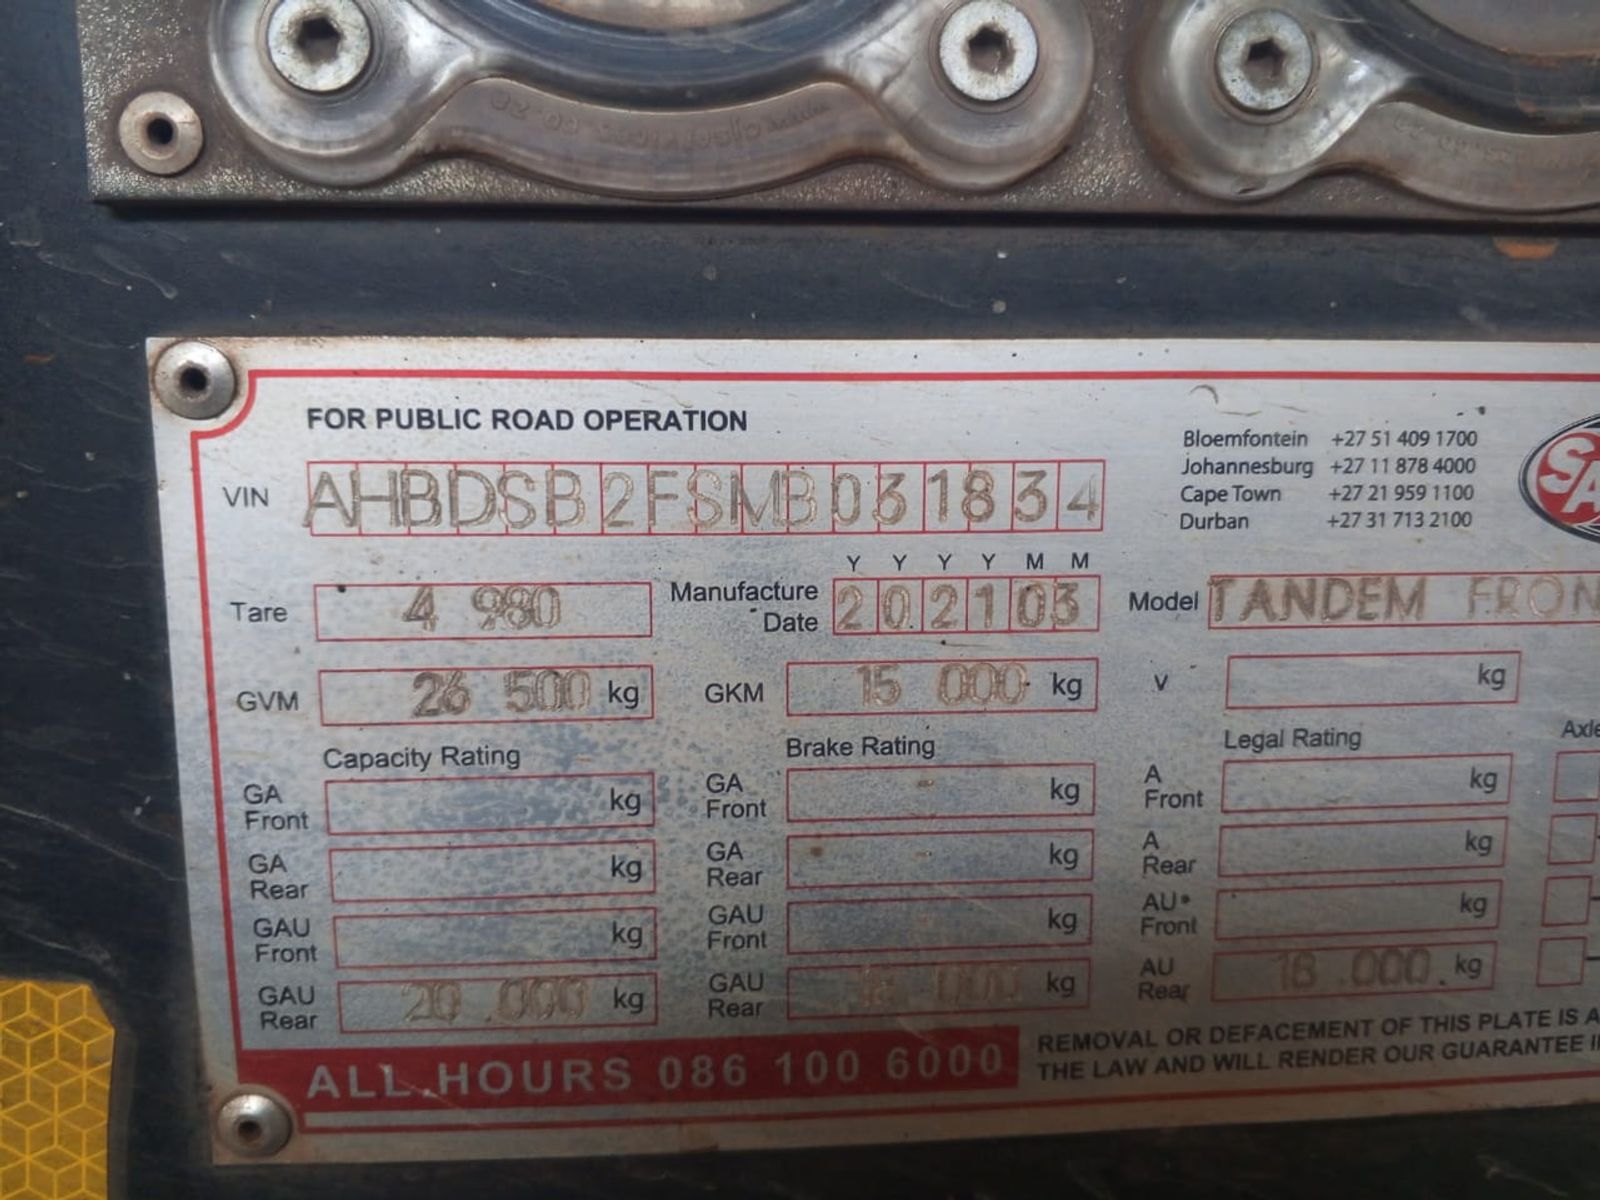 FOR PUBLIC ROAD OPERATION
VIN AHBDSB2FSMB031834
Bloemfontein +27 51 409 1700
Johannesburg +27 11 878 4000
Cape Town +27 21 959 1100
Durban +27 31 713 2100
SA
Y Y Y Y M M
Tare 4 980
Manufacture Date 202103
Model TANDEM FRON
GVM 26 500 kg
GKM 15 000 kg
V kg
Capacity Rating
Brake Rating
Legal Rating
Axle
GA Front kg
GA Front kg
A Front kg
GA Rear kg
GA Rear kg
A Rear kg
GAU Front kg
GAU Front kg
AU Front kg
GAU Rear 20 .000 kg
GAU Rear kg
AU Rear 18 .000. kg
ALL HOURS 086 100 6000
REMOVAL OR DEFACEMENT OF THIS PLATE IS A
THE LAW AND WILL RENDER OUR GUARANTEE